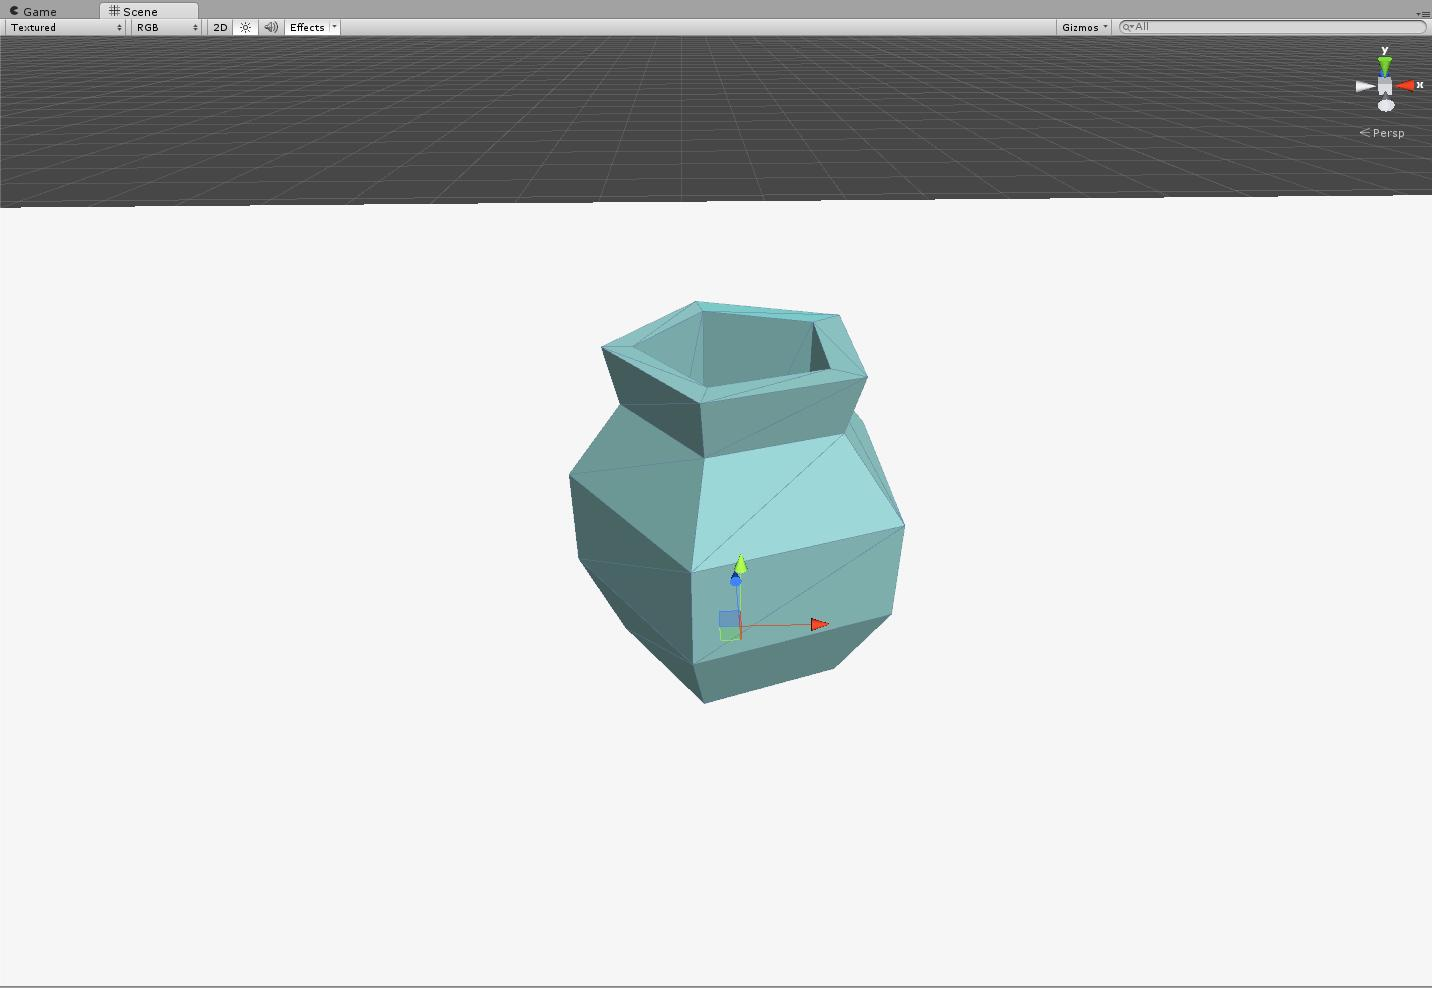 Game Scene
Textured RGB 2D Effects Gizmos All
y
x
Persp